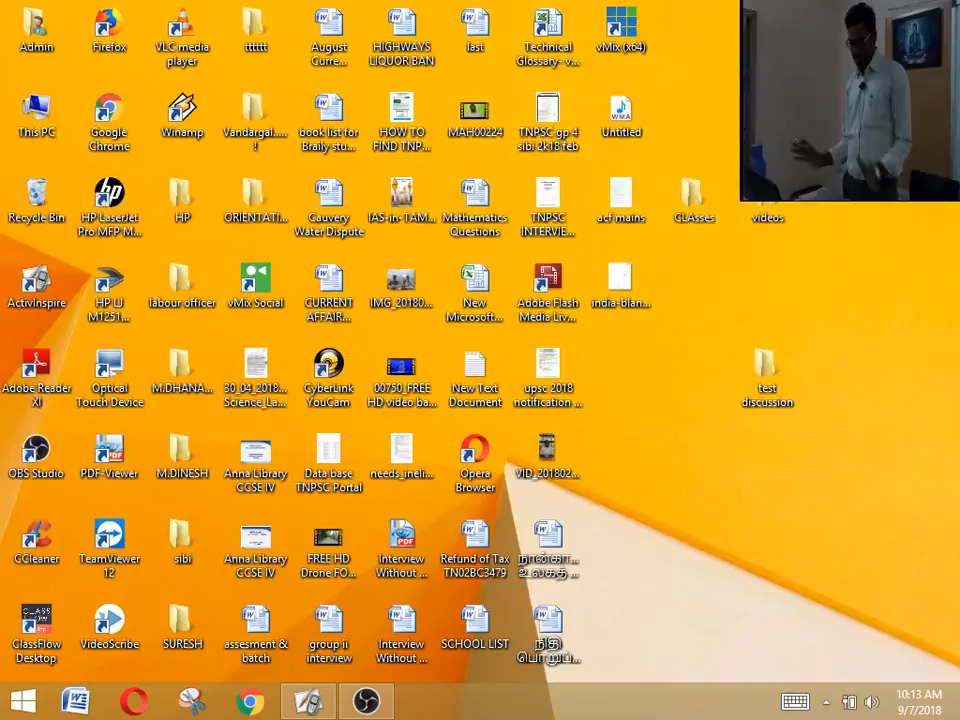 Admin
Firefox
VLC media
player
tttttt
August
Curre...
HIGHWAYS
LIQUOR BAN
last
Technical
Glossary- v...
vMix (x64)
This PC
Google
Chrome
Winamp
Vandargal.....
!
book list for
Braily stu...
HOW TO
FIND TNP...
MAH00224
TNPSC gp 4
sibi 2k18 feb
WMA
Untitled
Recycle Bin
HP LaserJet
Pro MFP M...
HP
ORIENTATI...
Cauvery
Water Dispute
IAS-in-TAM...
Mathematics
Questions
TNPSC
INTERVIE...
acf mains
CLAsses
videos
ActivInspire
HP LJ
M1251...
labour officer
vMix Social
CURRENT
AFFAIR...
IMG_20180...
New
Microsoft...
Adobe Flash
Media Liv...
india-blan...
Adobe Reader
XI
Optical
Touch Device
M.DHANA...
30_04_2018...
Science_La...
CyberLink
YouCam
00750_FREE
HD video ba...
New Text
Document
upsc 2018
notification ...
test
discussion
OBS Studio
PDF-Viewer
M.DINESH
Anna Library
CCSE IV
Data base
TNPSC Portal
needs_ineli...
Opera
Browser
VID_201802...
CCleaner
TeamViewer
12
sibi
Anna Library
CCSE IV
FREE HD
Drone FO...
Interview
Without ...
Refund of Tax
TN02BC3479
CLASS
FLOW
ClassFlow
Desktop
VideoScribe
SURESH
assesment &
batch
group ii
interview
Interview
Without ...
SCHOOL LIST
நிதி
10:13 AM
9/7/2018